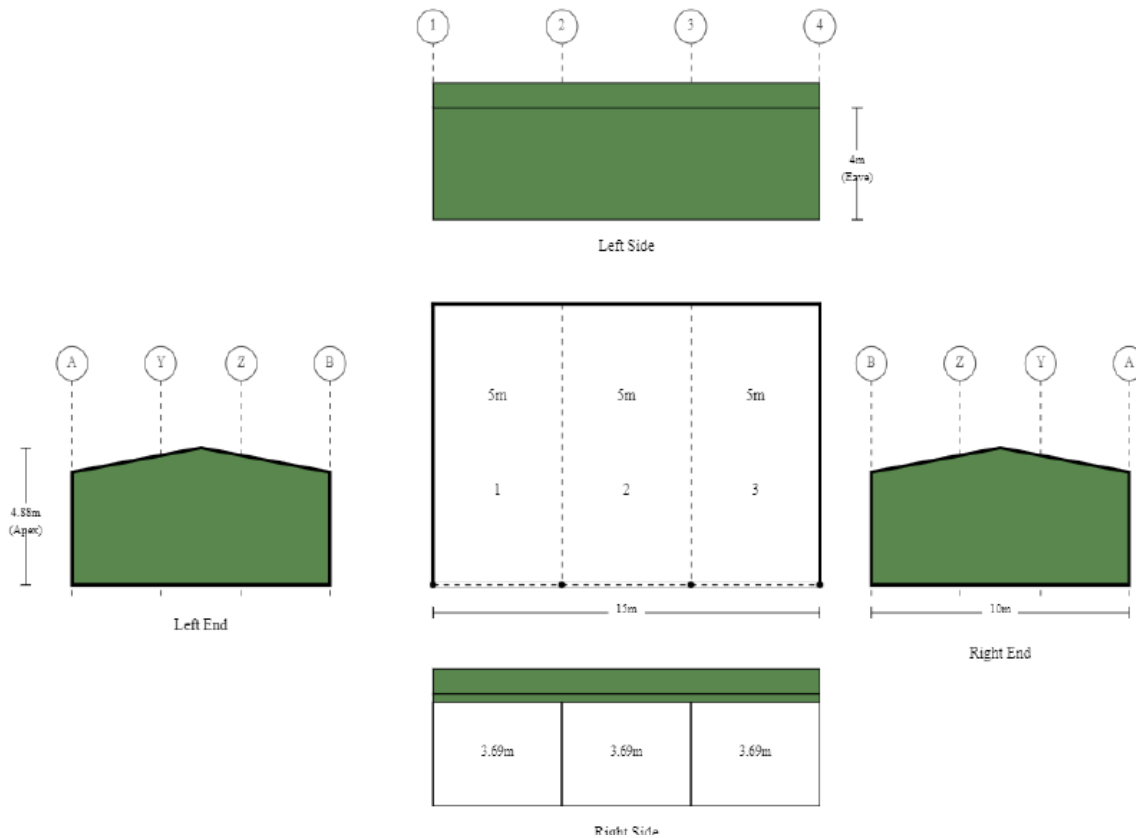 1 2 3 4
4m
(Eave)
Left Side
A Y Z B
5m 5m 5m
B Z Y A
1 2 3
4.88m
(Apex)
15m
10m
Left End
Right End
3.69m 3.69m 3.69m
Right Side